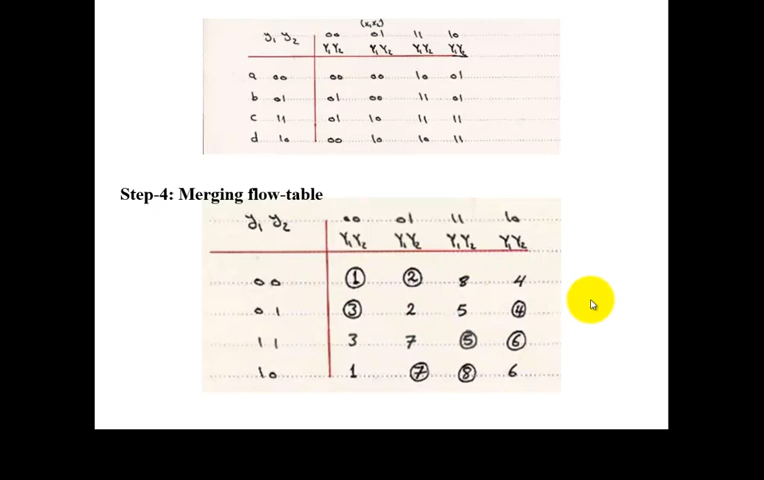 (x₁x₂)
y₁ y₂ 00 01 11 10
Y₁Y₂ Y₁Y₂ Y₁Y₂ Y₁Y₂
a 00 00 00 10 01
b 01 01 00 11 01
c 11 01 10 11 11
d 10 00 10 10 11
Step-4: Merging flow-table
y₁ y₂ 00 01 11 10
Y₁Y₂ Y₁Y₂ Y₁Y₂ Y₁Y₂
00 ① ② 8 4
01 ③ 2 5 ④
11 3 7 ⑤ ⑥
10 1 ⑦ ⑧ 6